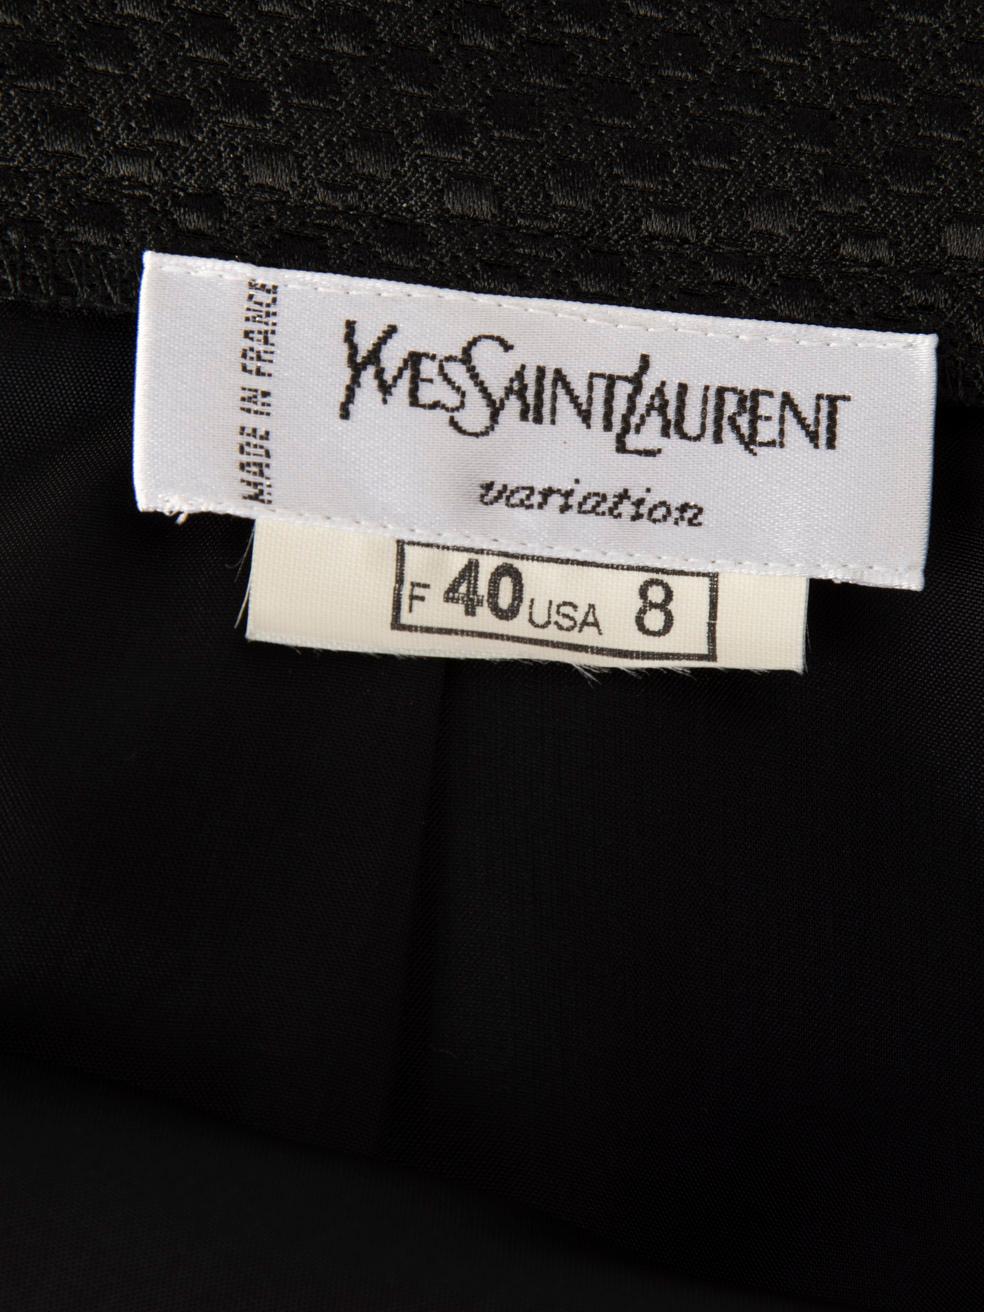 MADE IN FRANCE
YVESSAINTLAURENT
variation
F 40 USA 8